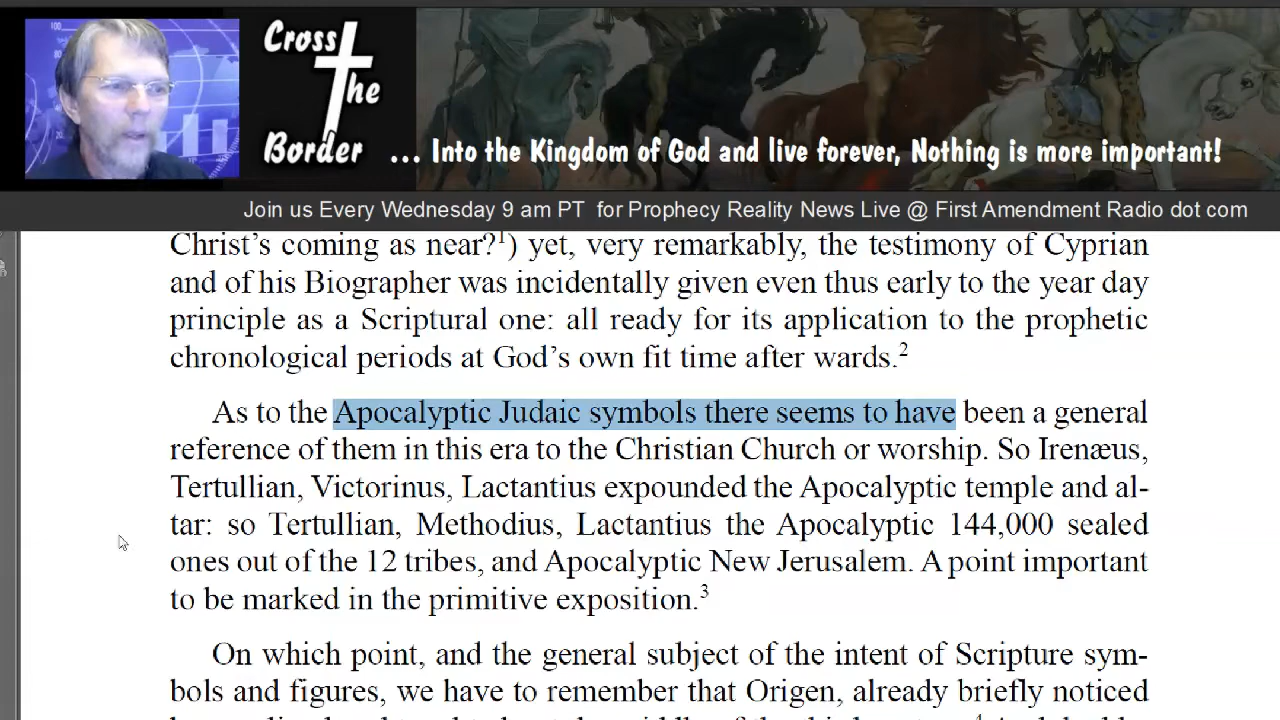 Cross
The
Border
... Into the Kingdom of God and live forever, Nothing is more important!
Join us Every Wednesday 9 am PT for Prophecy Reality News Live @ First Amendment Radio dot com
Christ’s coming as near?¹) yet, very remarkably, the testimony of Cyprian
and of his Biographer was incidentally given even thus early to the year day
principle as a Scriptural one: all ready for its application to the prophetic
chronological periods at God’s own fit time after wards.²
As to the Apocalyptic Judaic symbols there seems to have been a general
reference of them in this era to the Christian Church or worship. So Irenæus,
Tertullian, Victorinus, Lactantius expounded the Apocalyptic temple and al-
tar: so Tertullian, Methodius, Lactantius the Apocalyptic 144,000 sealed
ones out of the 12 tribes, and Apocalyptic New Jerusalem. A point important
to be marked in the primitive exposition.³
On which point, and the general subject of the intent of Scripture sym-
bols and figures, we have to remember that Origen, already briefly noticed